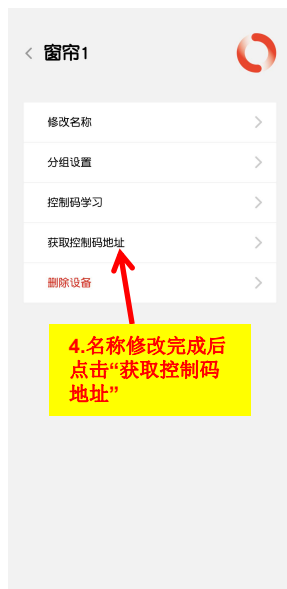 窗帘1
修改名称
分组设置
控制码学习
获取控制码地址
删除设备
4.名称修改完成后
点击“获取控制码
地址”